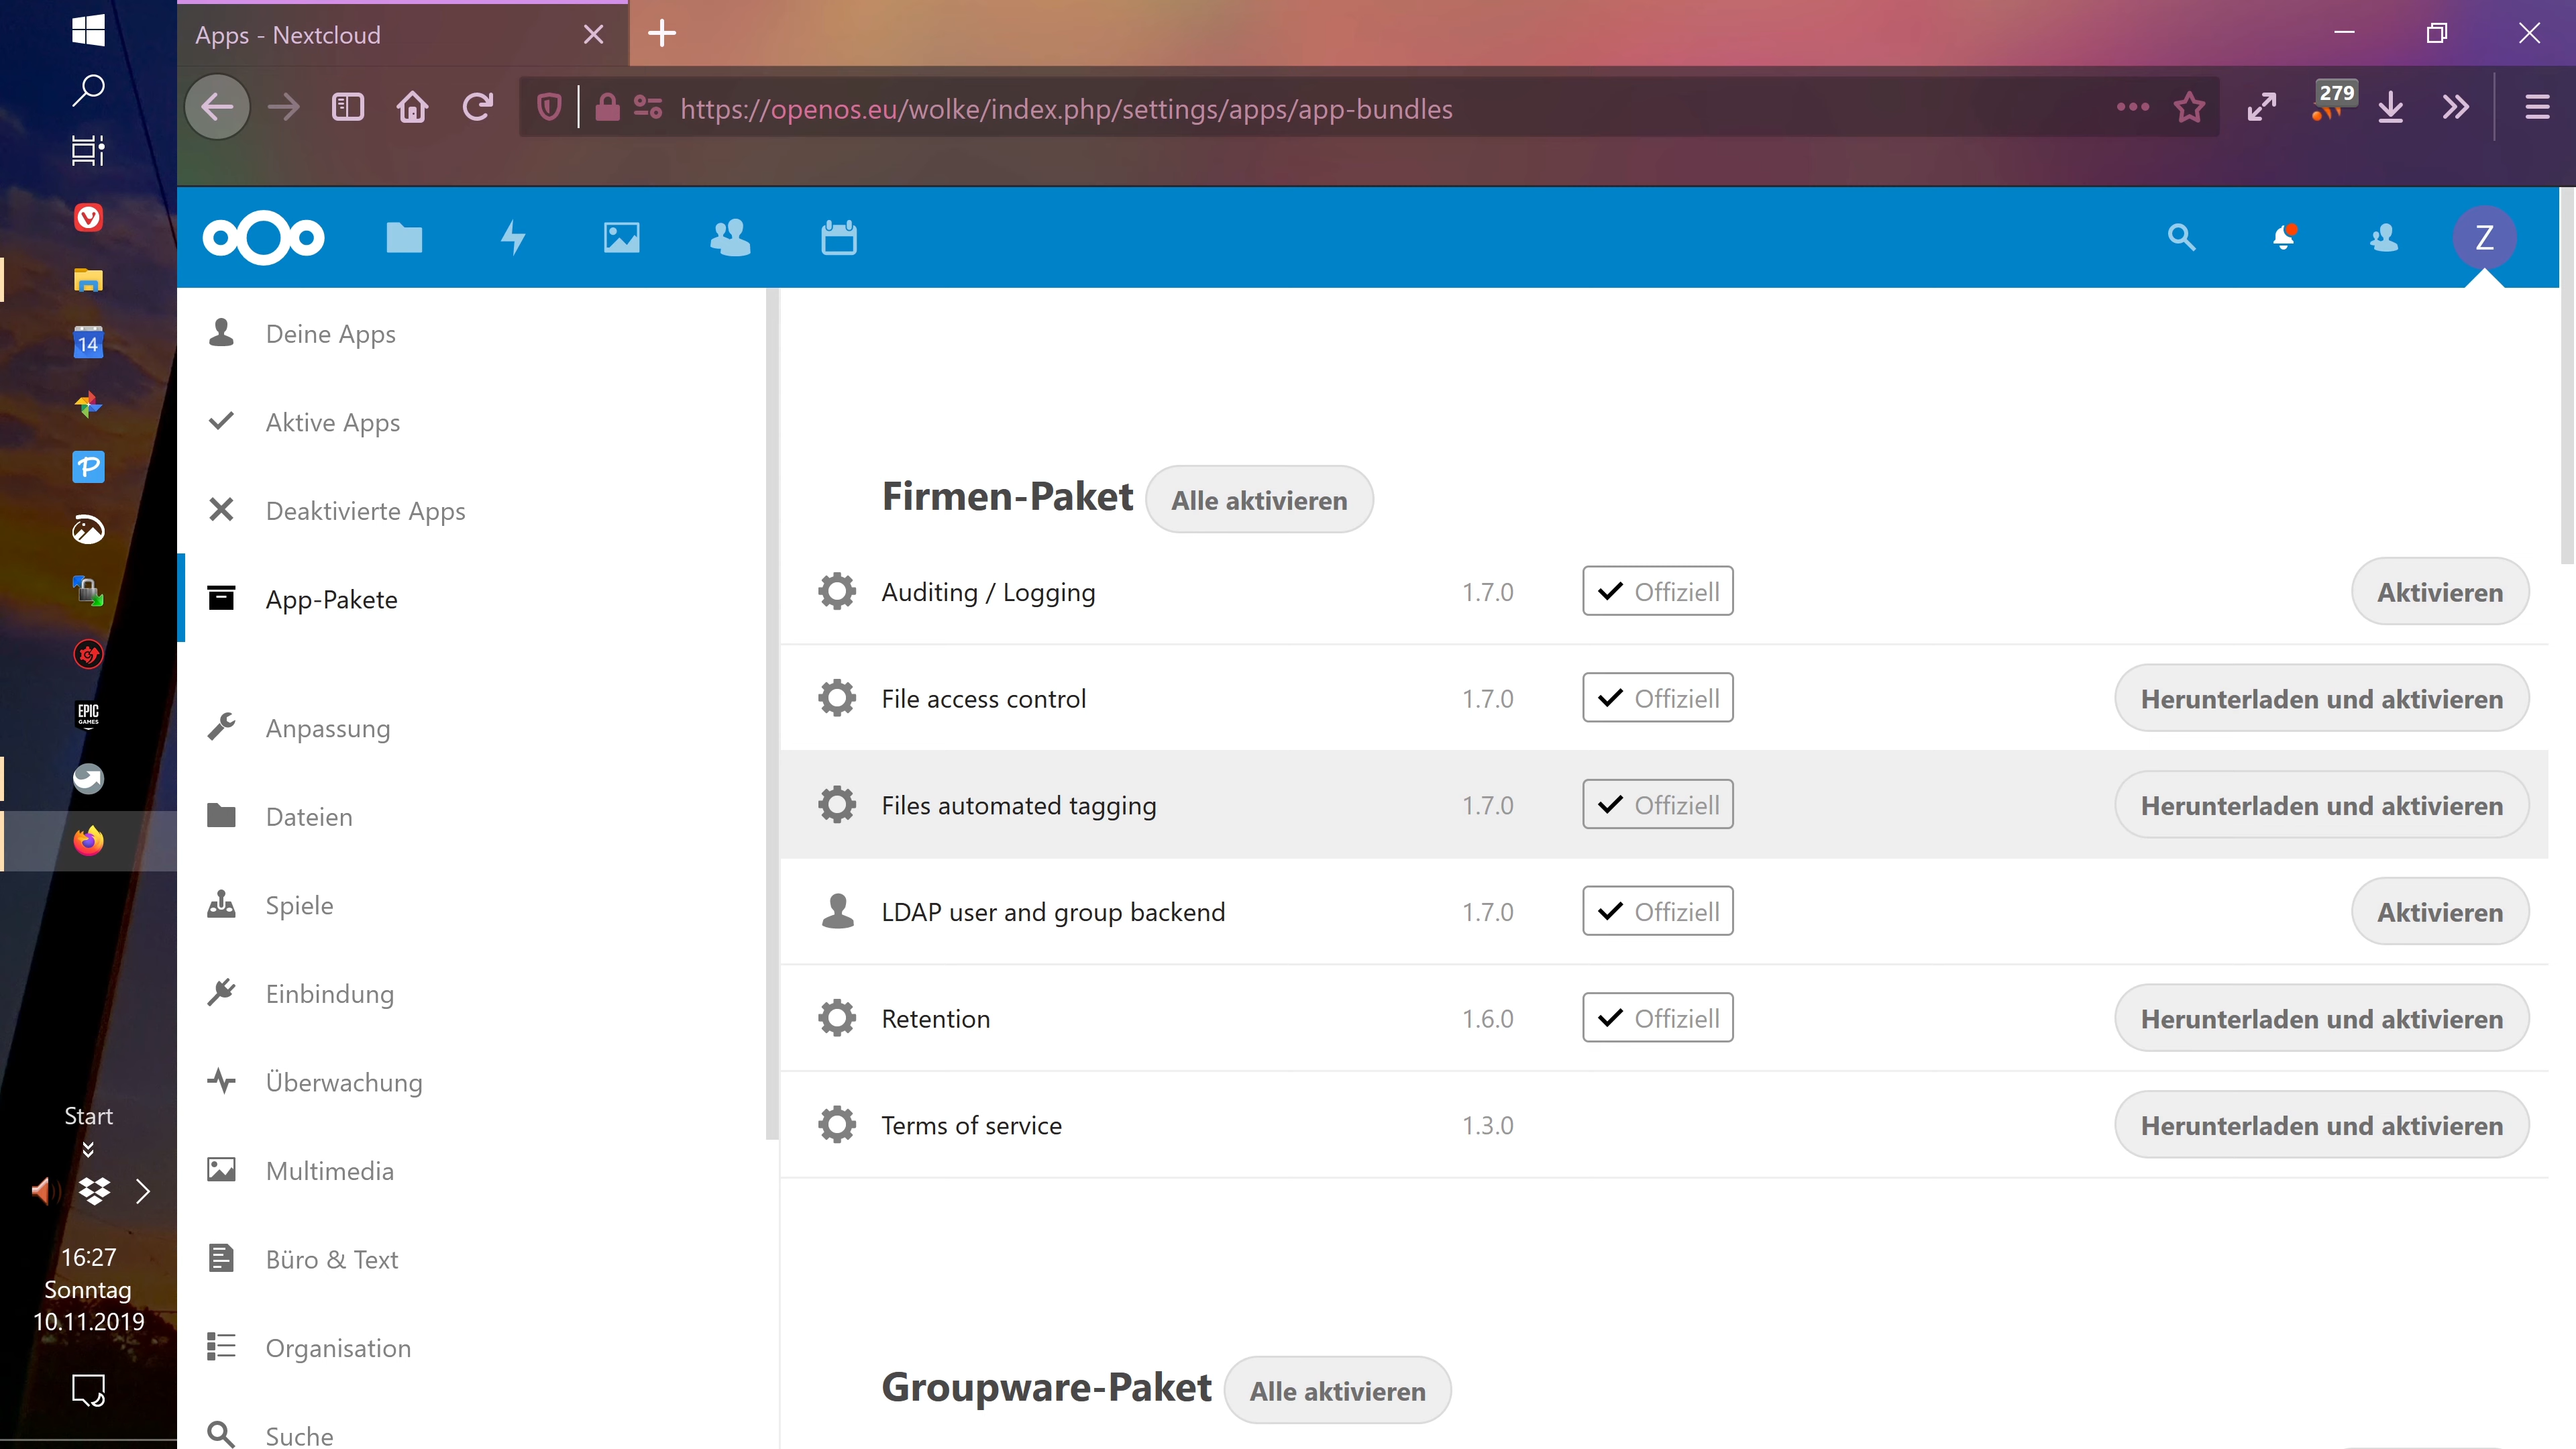 Apps - Nextcloud
https://openos.eu/wolke/index.php/settings/apps/app-bundles
279
Z
14
EPIC
GAMES
Start
16:27
Sonntag
10.11.2019
Deine Apps
Aktive Apps
Deaktivierte Apps
App-Pakete
Anpassung
Dateien
Spiele
Einbindung
Überwachung
Multimedia
Büro & Text
Organisation
Suche
Firmen-Paket Alle aktivieren
Auditing / Logging 1.7.0 Offiziell Aktivieren
File access control 1.7.0 Offiziell Herunterladen und aktivieren
Files automated tagging 1.7.0 Offiziell Herunterladen und aktivieren
LDAP user and group backend 1.7.0 Offiziell Aktivieren
Retention 1.6.0 Offiziell Herunterladen und aktivieren
Terms of service 1.3.0 Herunterladen und aktivieren
Groupware-Paket Alle aktivieren